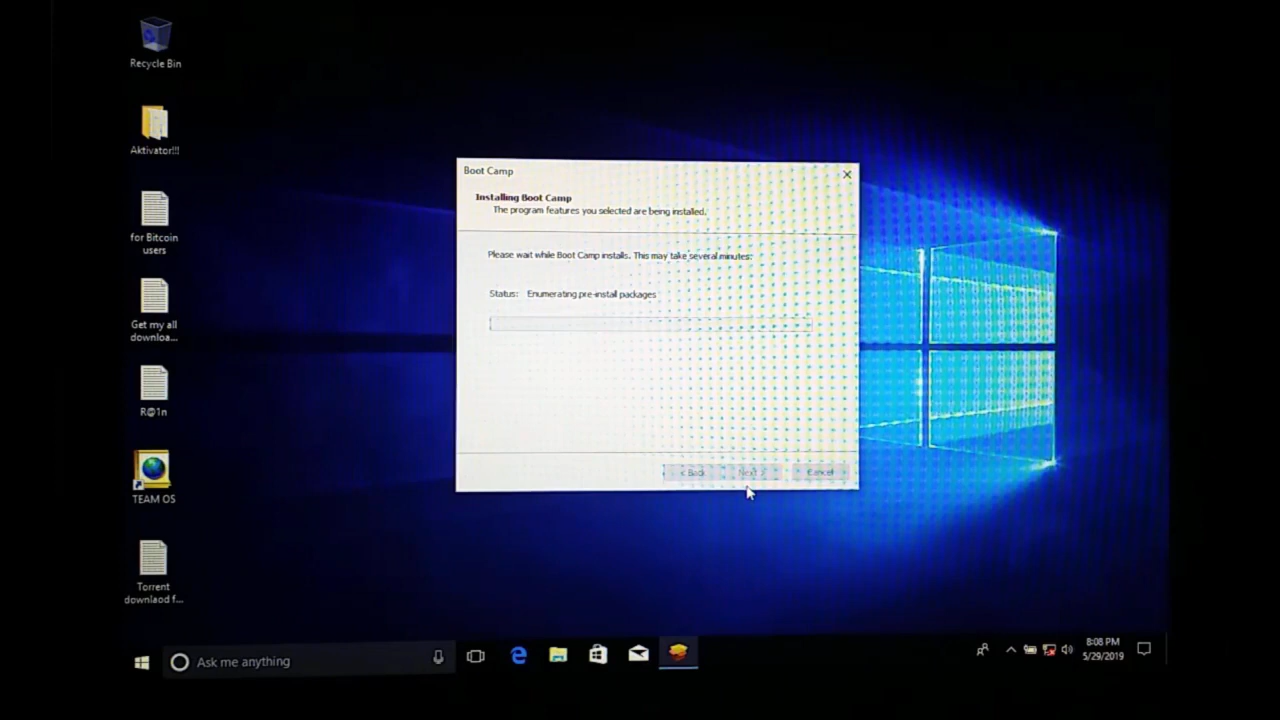 Recycle Bin
Aktivator!!!
for Bitcoin
users
Get my all
downloa...
R@1n
TEAM OS
Torrent
downlaod f...
Boot Camp
Installing Boot Camp
The program features you selected are being installed.
Please wait while Boot Camp installs. This may take several minutes.
Status: Enumerating pre-install packages
< Back Next > Cancel
Ask me anything
8:08 PM
5/29/2019